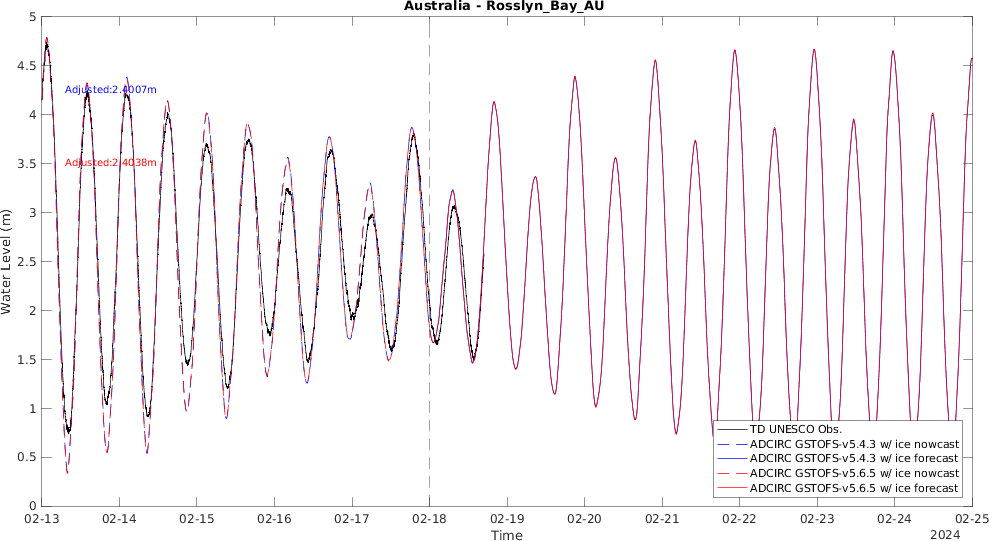 Australia - Rosslyn_Bay_AU
5
4.5
4
3.5
3
2.5
2
1.5
1
0.5
0
Water Level (m)
Adjusted:2.4007m
Adjusted:2.4038m
TD UNESCO Obs.
ADCIRC GSTOFS-v5.4.3 w/ ice nowcast
ADCIRC GSTOFS-v5.4.3 w/ ice forecast
ADCIRC GSTOFS-v5.6.5 w/ ice nowcast
ADCIRC GSTOFS-v5.6.5 w/ ice forecast
02-13 02-14 02-15 02-16 02-17 02-18 02-19 02-20 02-21 02-22 02-23 02-24 02-25
Time
2024